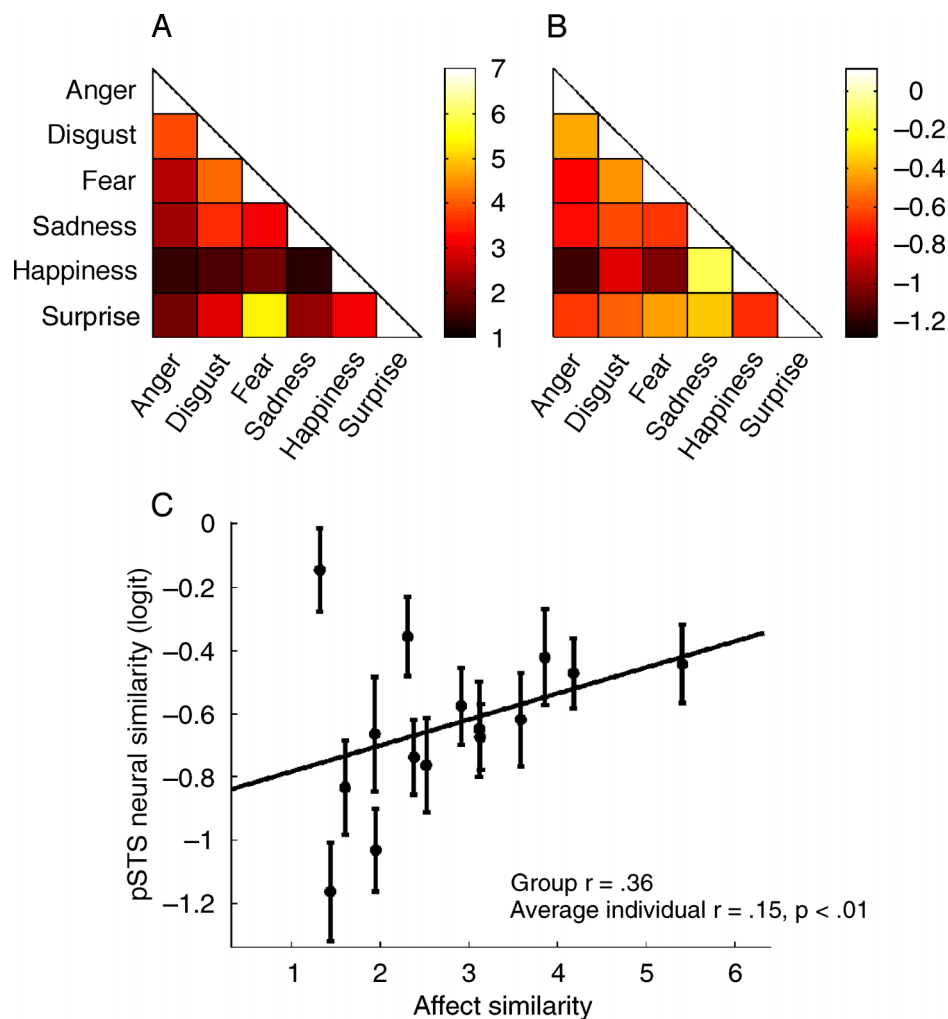 A
B
Anger
Disgust
Fear
Sadness
Happiness
Surprise
Anger
Disgust
Fear
Sadness
Happiness
Surprise
7
6
5
4
3
2
1
Anger
Disgust
Fear
Sadness
Happiness
Surprise
0
−0.2
−0.4
−0.6
−0.8
−1
−1.2
C
pSTS neural similarity (logit)
0
−0.2
−0.4
−0.6
−0.8
−1
−1.2
Group r = .36
Average individual r = .15, p < .01
1 2 3 4 5 6
Affect similarity